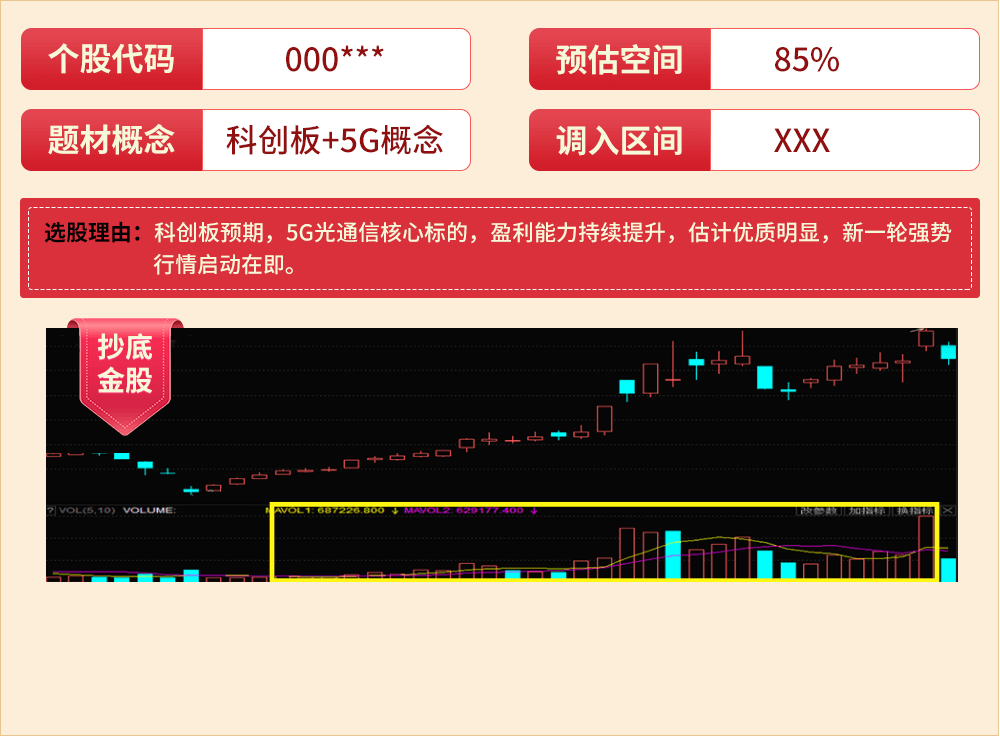 个股代码 000***
预估空间 85%
题材概念 科创板+5G概念
调入区间 XXX
选股理由：科创板预期，5G光通信核心标的，盈利能力持续提升，估计优质明显，新一轮强势
行情启动在即。
抄底
金股
? VOL(5,10) VOLUME: MAVOL1: 687226.800 ↓ MAVOL2: 629177.400 ↓ 改参数 加指标 换指标 ×